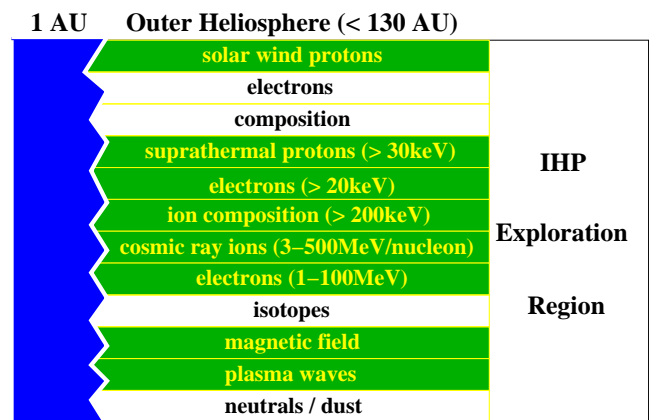 1 AU Outer Heliosphere (< 130 AU)
solar wind protons
electrons
composition
suprathermal protons (> 30keV)
electrons (> 20keV)
ion composition (> 200keV)
cosmic ray ions (3–500MeV/nucleon)
electrons (1–100MeV)
isotopes
magnetic field
plasma waves
neutrals / dust
IHP
Exploration
Region